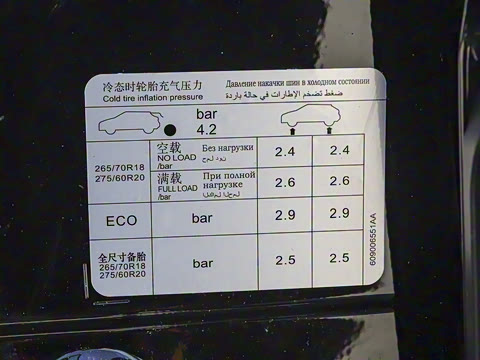 冷态时轮胎充气压力
Cold tire inflation pressure
Давление накачки шин в холодном состоянии
ضغط تضخم الإطارات في حالة باردة
bar
4.2
265/70R18
275/60R20
空载
NO LOAD
/bar
Без нагрузки
حمل دون
2.4
2.4
满载
FULL LOAD
/bar
При полной
нагрузке
2.6
2.6
ECO
bar
2.9
2.9
全尺寸备胎
265/70R18
275/60R20
bar
2.5
2.5
609006551AA